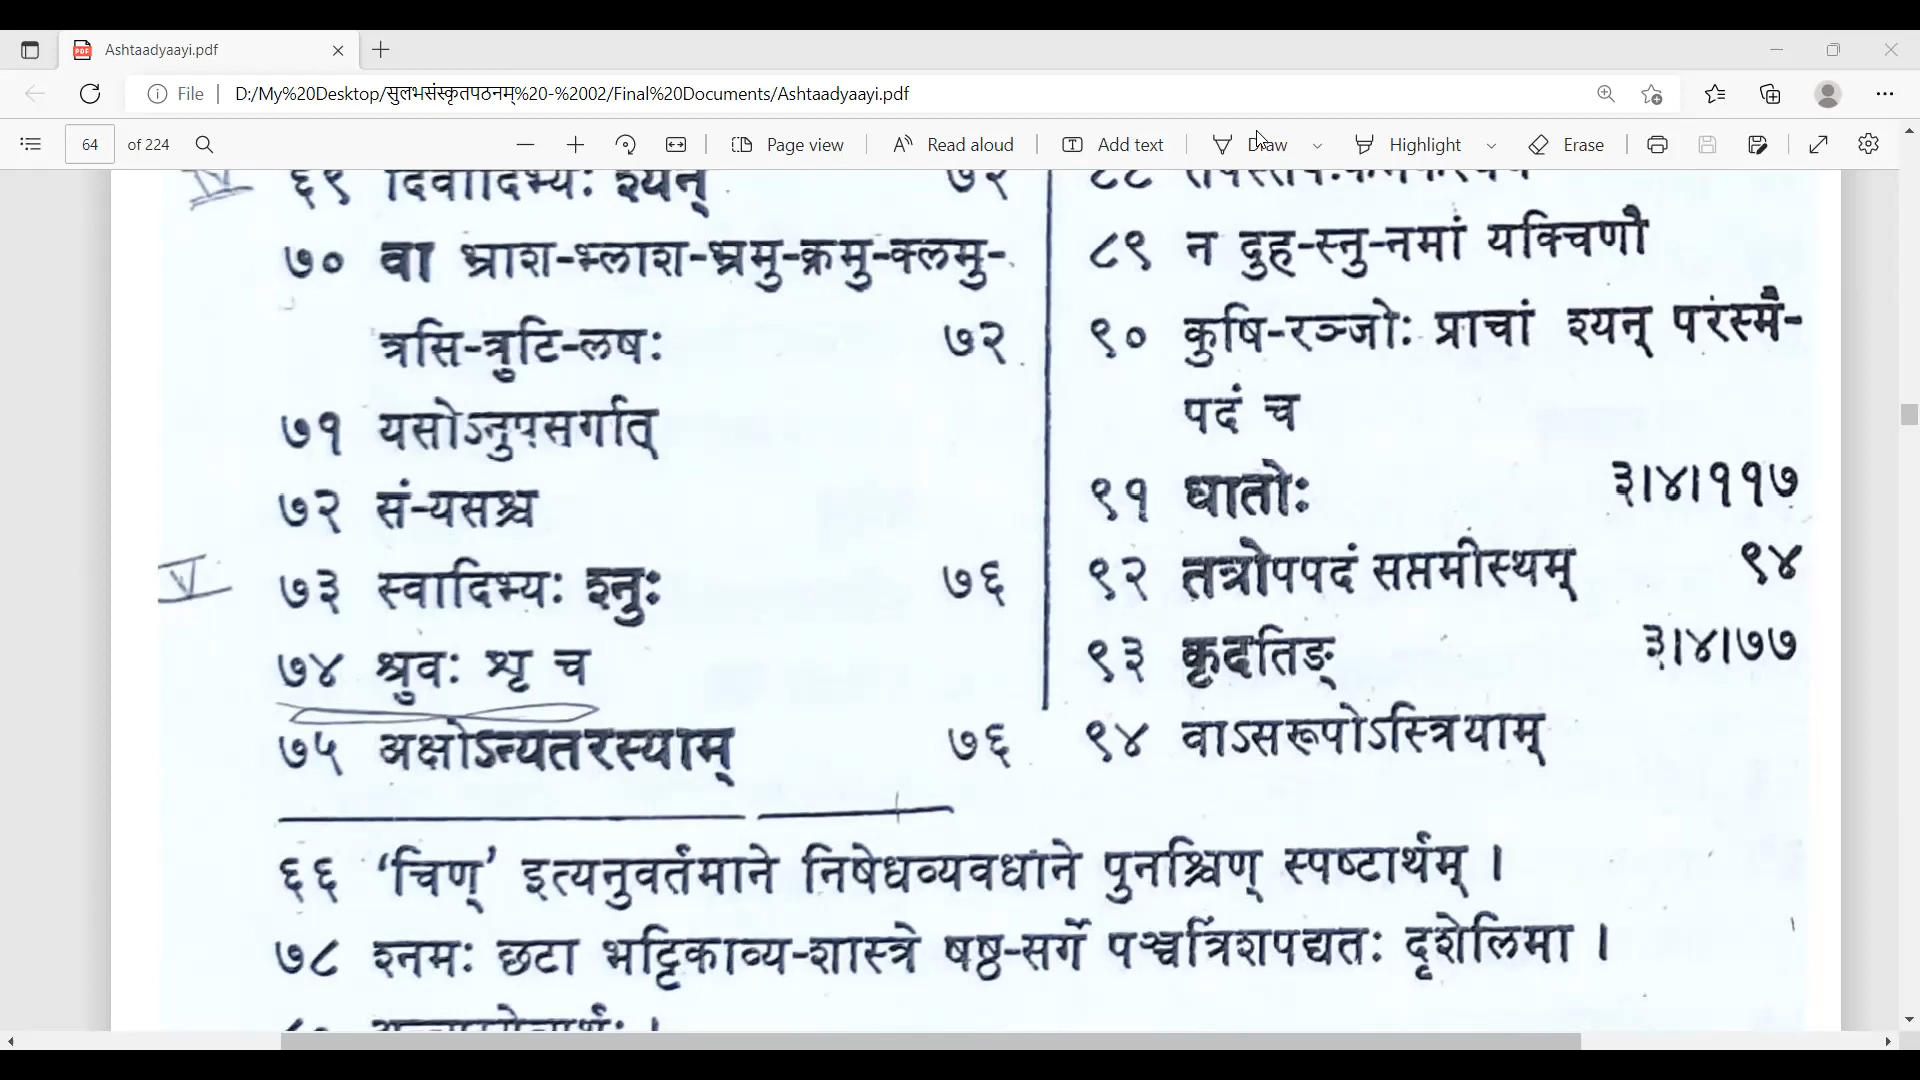 Ashtaadyaayi.pdf
File D:/My%20Desktop/सुलभसंस्कृतपठनम्%20-%2002/Final%20Documents/Ashtaadyaayi.pdf
64 of 224 Page view Read aloud Add text Draw Highlight Erase
IV ६९ दिवादिभ्यः श्यन् ७२
७० वा भ्राश-भ्लाश-भ्रमु-क्रमु-क्लमु-
त्रसि-त्रुटि-लषः ७२
७१ यसोऽनुपसर्गात्
७२ सं-यसश्च
V ७३ स्वादिभ्यः श्नुः ७६
७४ श्रुवः शृ च
७५ अक्षोऽन्यतरस्याम् ७६
८८
८९ न दुह-स्नु-नमां यक्चिणौ
९० कुषि-रञ्जोः प्राचां श्यन् परस्मै-
पदं च
९१ धातोः ३।४।११७
९२ तत्रोपपदं सप्तमीस्थम् ९४
९३ कृदतिङ् ३।४।७७
९४ वाऽसरूपोऽस्त्रियाम्
६६ ‘चिण्’ इत्यनुवर्तमाने निषेधव्यवधाने पुनश्चिण् स्पष्टार्थम् ।
७८ श्नमः छटा भट्टिकाव्य-शास्त्रे षष्ठ-सर्गे पञ्चत्रिंशपद्यतः दृशेलिमा ।